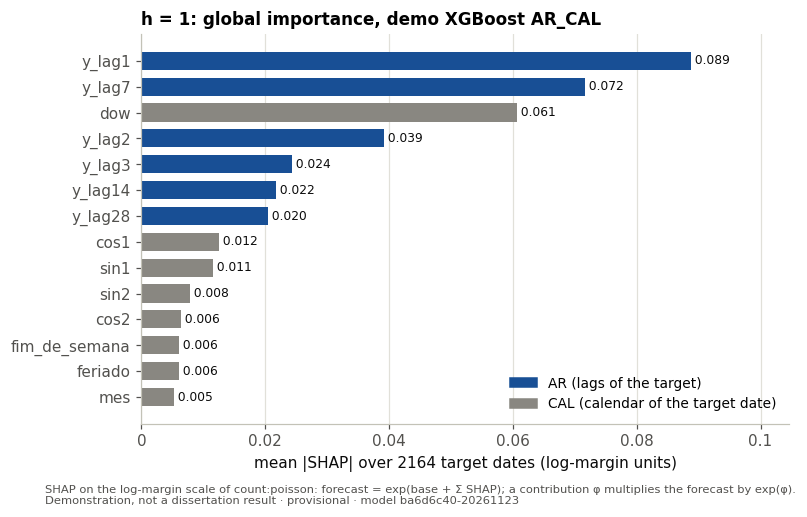 h = 1: global importance, demo XGBoost AR_CAL
y_lag1 0.089
y_lag7 0.072
dow 0.061
y_lag2 0.039
y_lag3 0.024
y_lag14 0.022
y_lag28 0.020
cos1 0.012
sin1 0.011
sin2 0.008
cos2 0.006
fim_de_semana 0.006
feriado 0.006
mes 0.005
AR (lags of the target)
CAL (calendar of the target date)
0 0.02 0.04 0.06 0.08 0.1
mean |SHAP| over 2164 target dates (log-margin units)
SHAP on the log-margin scale of count:poisson: forecast = exp(base + Σ SHAP); a contribution φ multiplies the forecast by exp(φ).
Demonstration, not a dissertation result · provisional · model ba6d6c40-20261123